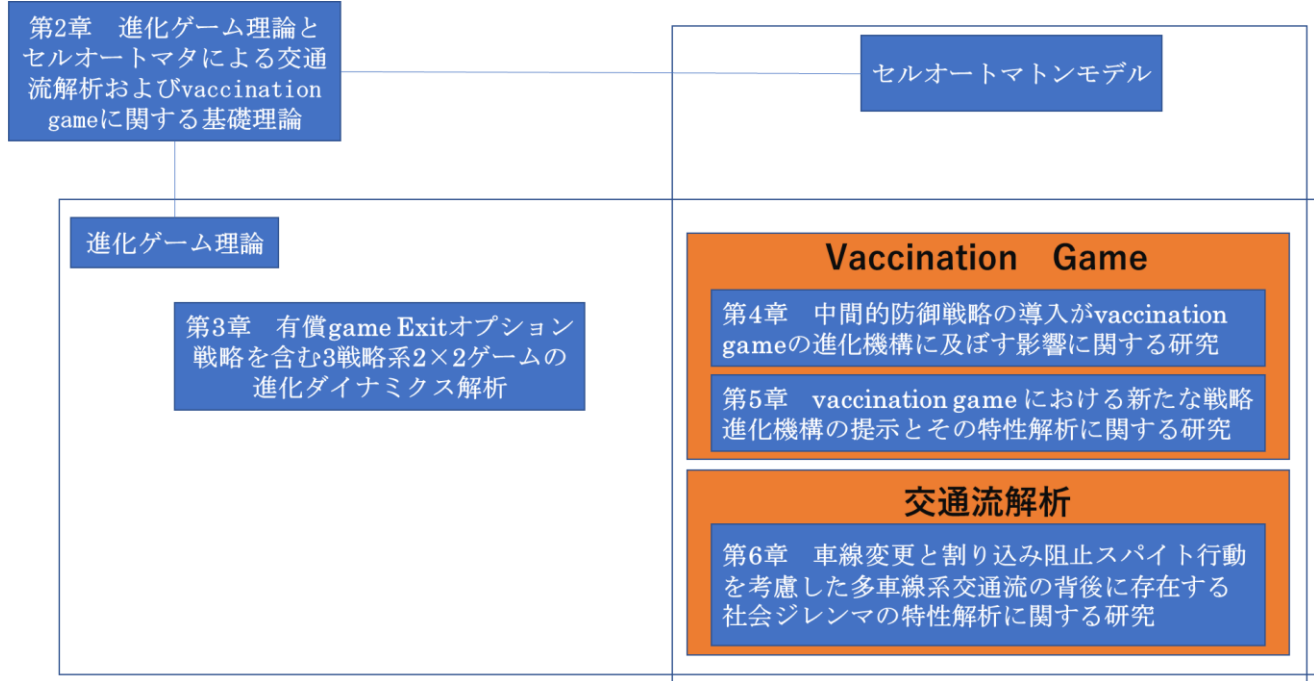 第2章　進化ゲーム理論と
セルオートマタによる交通
流解析およびvaccination
gameに関する基礎理論
セルオートマトンモデル
進化ゲーム理論
第3章　有償game Exitオプション
戦略を含む3戦略系2×2ゲームの
進化ダイナミクス解析
Vaccination　Game
第4章　中間的防御戦略の導入がvaccination
gameの進化機構に及ぼす影響に関する研究
第5章　vaccination game における新たな戦略
進化機構の提示とその特性解析に関する研究
交通流解析
第6章　車線変更と割り込み阻止スパイト行動
を考慮した多車線系交通流の背後に存在する
社会ジレンマの特性解析に関する研究